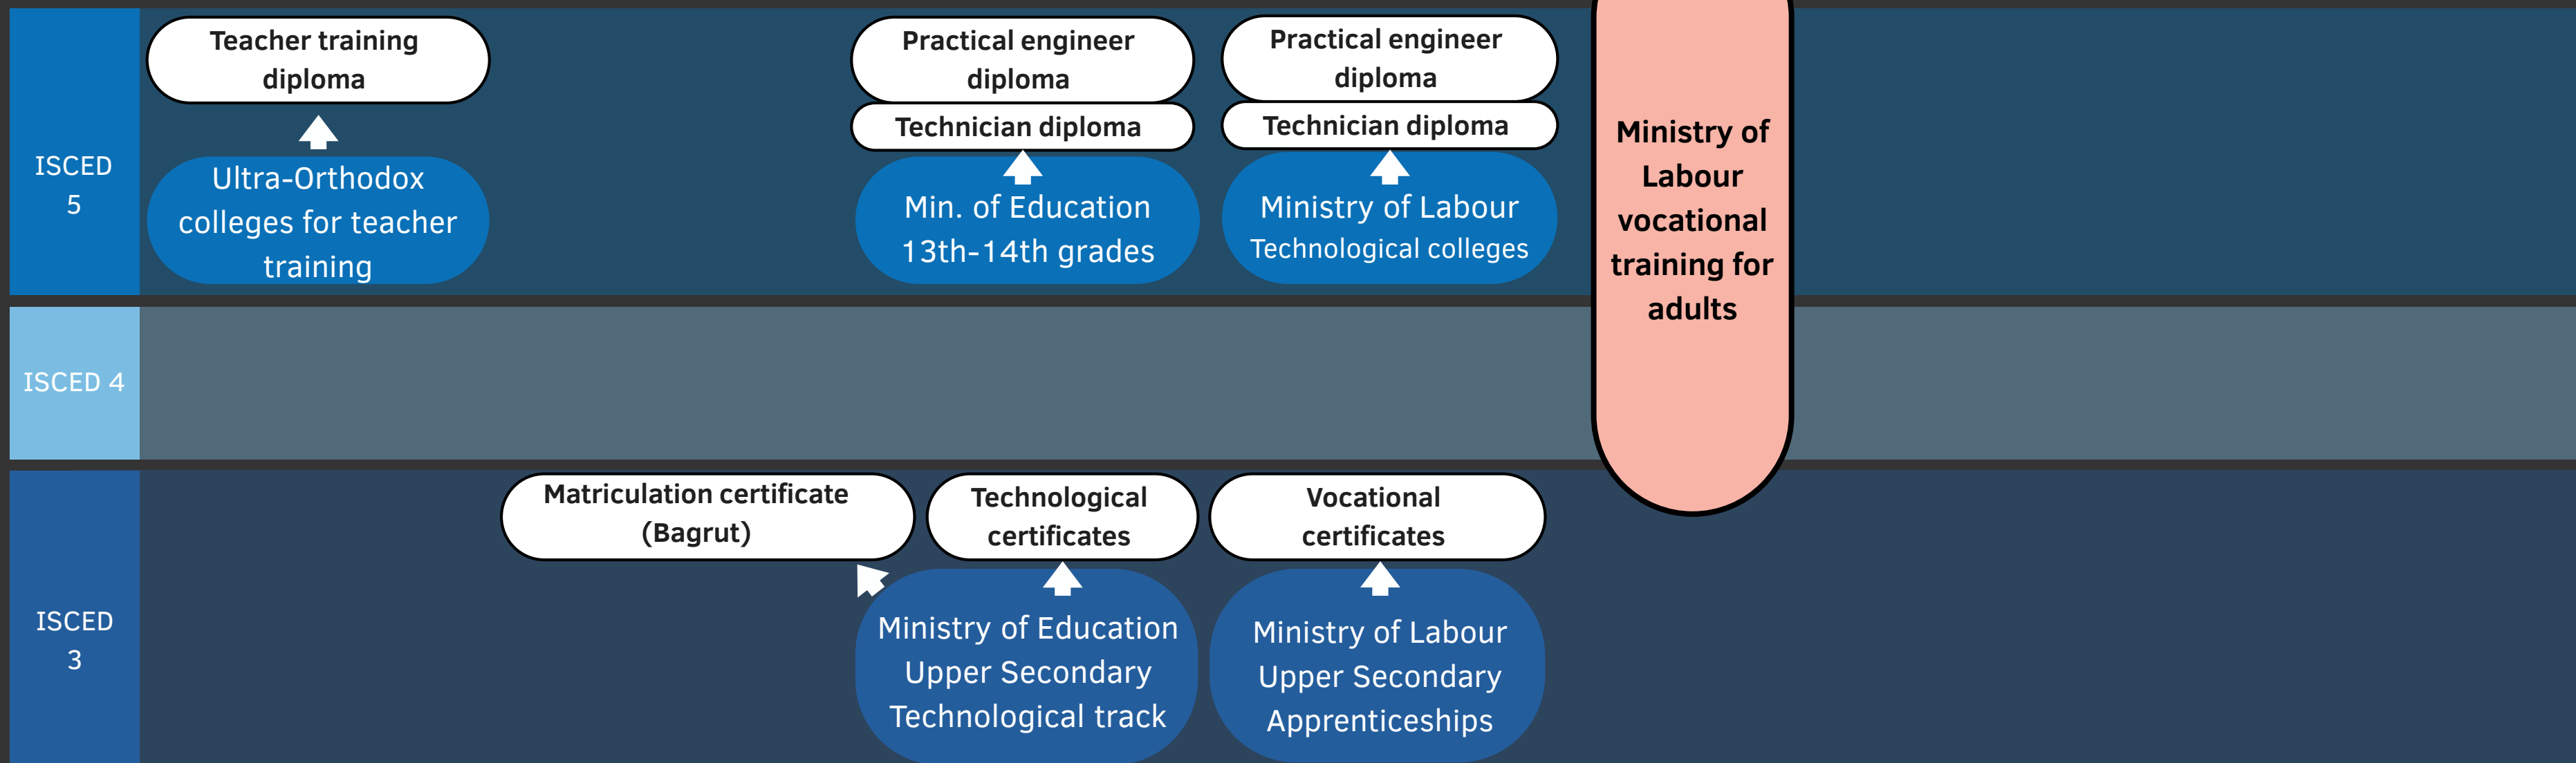 ISCED
5
Teacher training
diploma
Ultra-Orthodox
colleges for teacher
training
Practical engineer
diploma
Technician diploma
Min. of Education
13th-14th grades
Practical engineer
diploma
Technician diploma
Ministry of Labour
Technological colleges
Ministry of
Labour
vocational
training for
adults
ISCED 4
ISCED
3
Matriculation certificate
(Bagrut)
Technological
certificates
Ministry of Education
Upper Secondary
Technological track
Vocational
certificates
Ministry of Labour
Upper Secondary
Apprenticeships